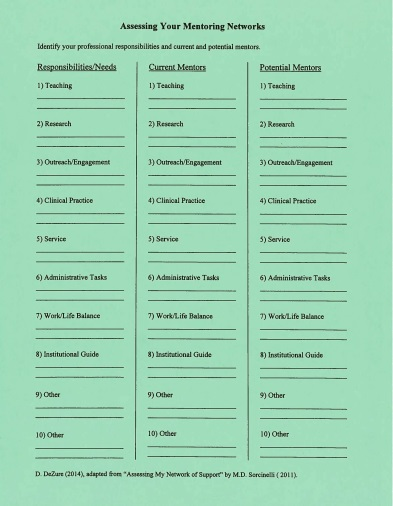 Assessing Your Mentoring Networks
Identify your professional responsibilities and current and potential mentors.
Responsibilities/Needs
1) Teaching
2) Research
3) Outreach/Engagement
4) Clinical Practice
5) Service
6) Administrative Tasks
7) Work/Life Balance
8) Institutional Guide
9) Other
10) Other
Current Mentors
1) Teaching
2) Research
3) Outreach/Engagement
4) Clinical Practice
5) Service
6) Administrative Tasks
7) Work/Life Balance
8) Institutional Guide
9) Other
10) Other
Potential Mentors
1) Teaching
2) Research
3) Outreach/Engagement
4) Clinical Practice
5) Service
6) Administrative Tasks
7) Work/Life Balance
8) Institutional Guide
9) Other
10) Other
D. DeZure (2014), adapted from "Assessing My Network of Support" by M.D. Sorcinelli ( 2011).